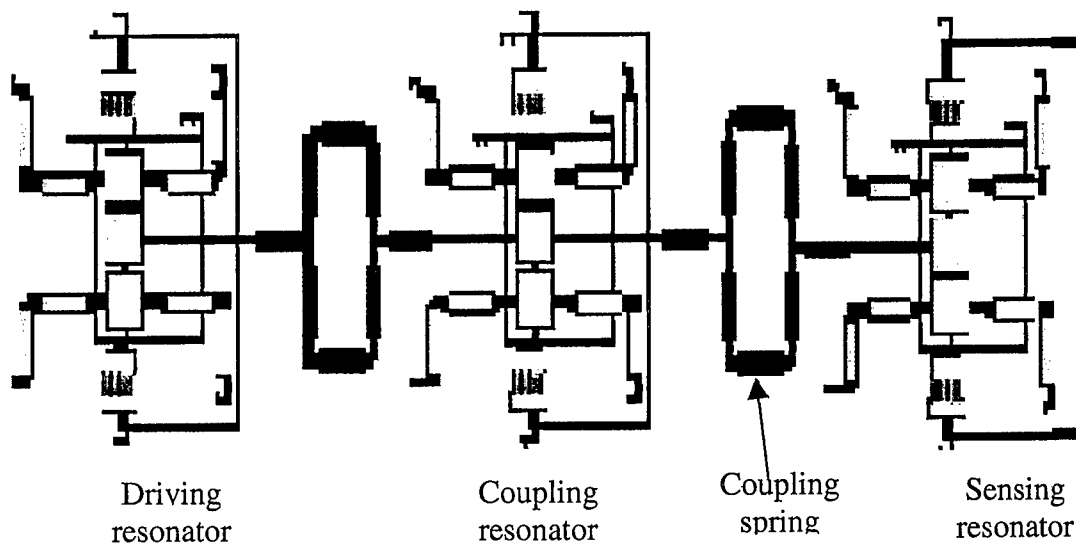 Driving
resonator
Coupling
resonator
Coupling
spring
Sensing
resonator